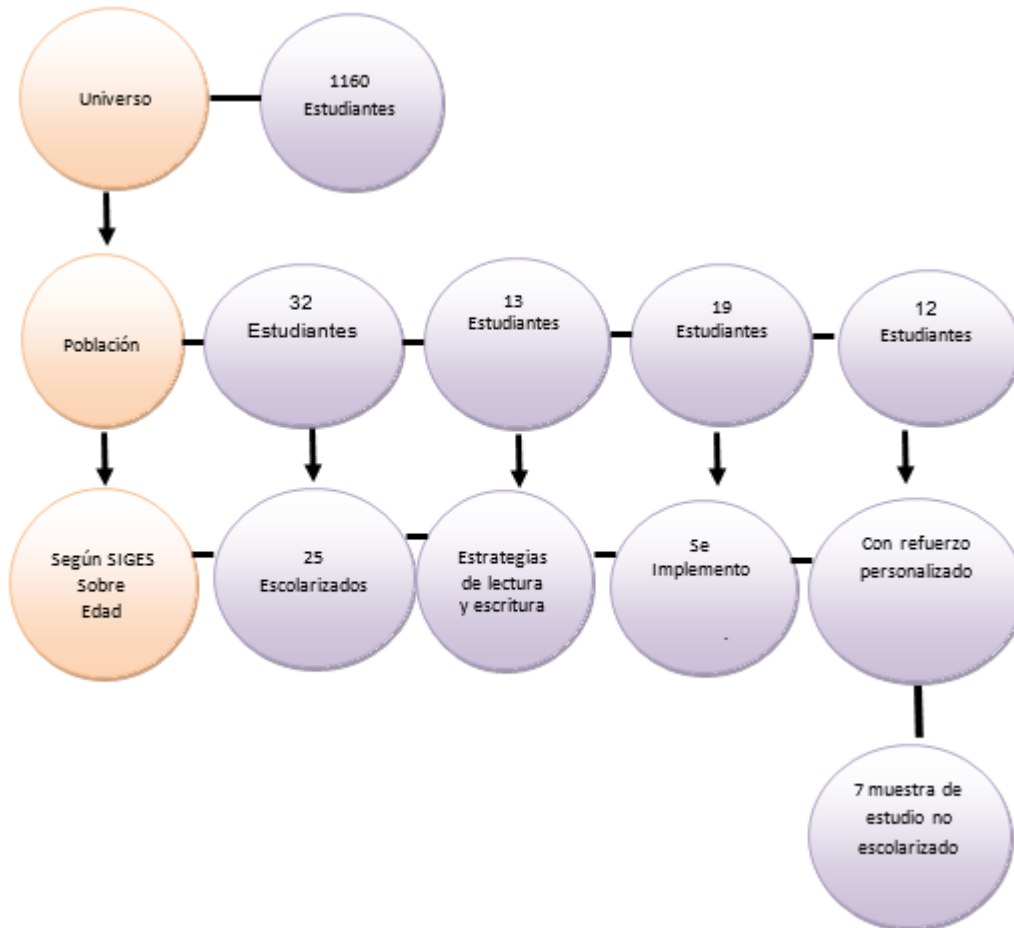 Universo
1160
Estudiantes
Población
32
Estudiantes
13
Estudiantes
19
Estudiantes
12
Estudiantes
Según SIGES
Sobre
Edad
25
Escolarizados
Estrategias
de lectura
y escritura
Se
Implemento
.
Con refuerzo
personalizado
7 muestra de
estudio no
escolarizado